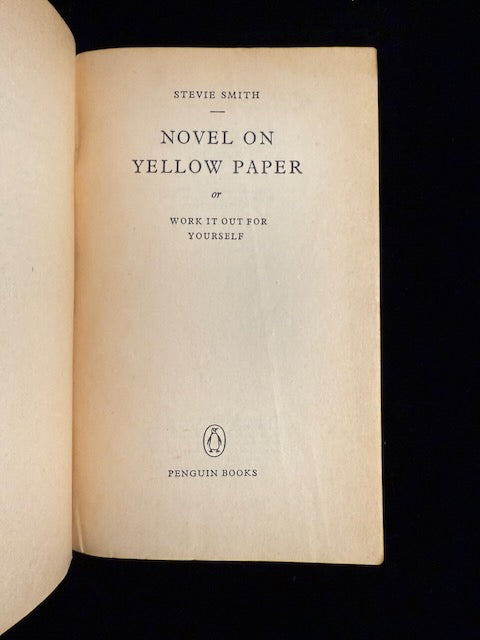 STEVIE SMITH
NOVEL ON
YELLOW PAPER
or
WORK IT OUT FOR
YOURSELF
PENGUIN BOOKS